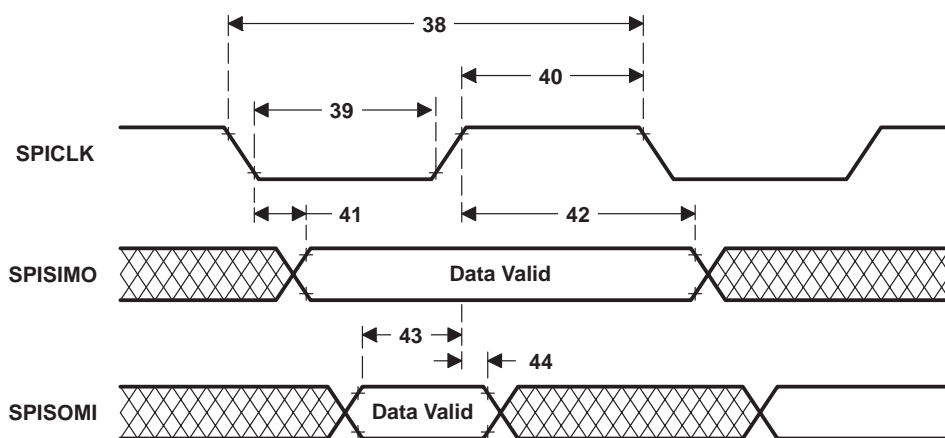 38
40
39
SPICLK
41
42
SPISIMO
Data Valid
43
44
SPISOMI
Data Valid